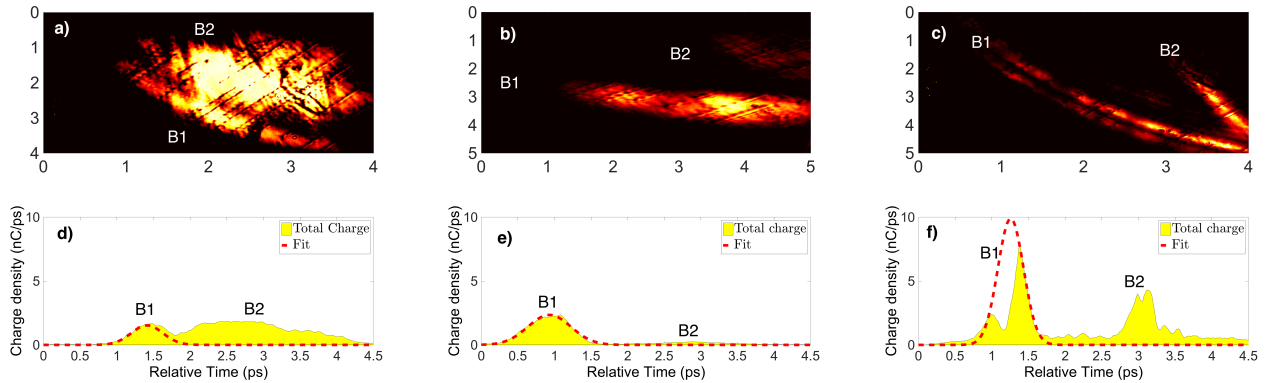 a)
B2
B1
0
1
2
3
4
0
1
2
3
4
b)
B2
B1
0
1
2
3
4
5
0
1
2
3
4
5
c)
B1
B2
0
1
2
3
4
5
0
1
2
3
4
d)
Total Charge
Fit
B1
B2
Charge density (nC/ps)
10
5
0
0
0.5
1
1.5
2
2.5
3
3.5
4
4.5
Relative Time (ps)
e)
Total charge
Fit
B1
B2
Charge density (nC/ps)
10
5
0
0
0.5
1
1.5
2
2.5
3
3.5
4
4.5
Relative Time (ps)
f)
Total charge
Fit
B1
B2
Charge density (nC/ps)
10
5
0
0
0.5
1
1.5
2
2.5
3
3.5
4
4.5
Relative Time (ps)